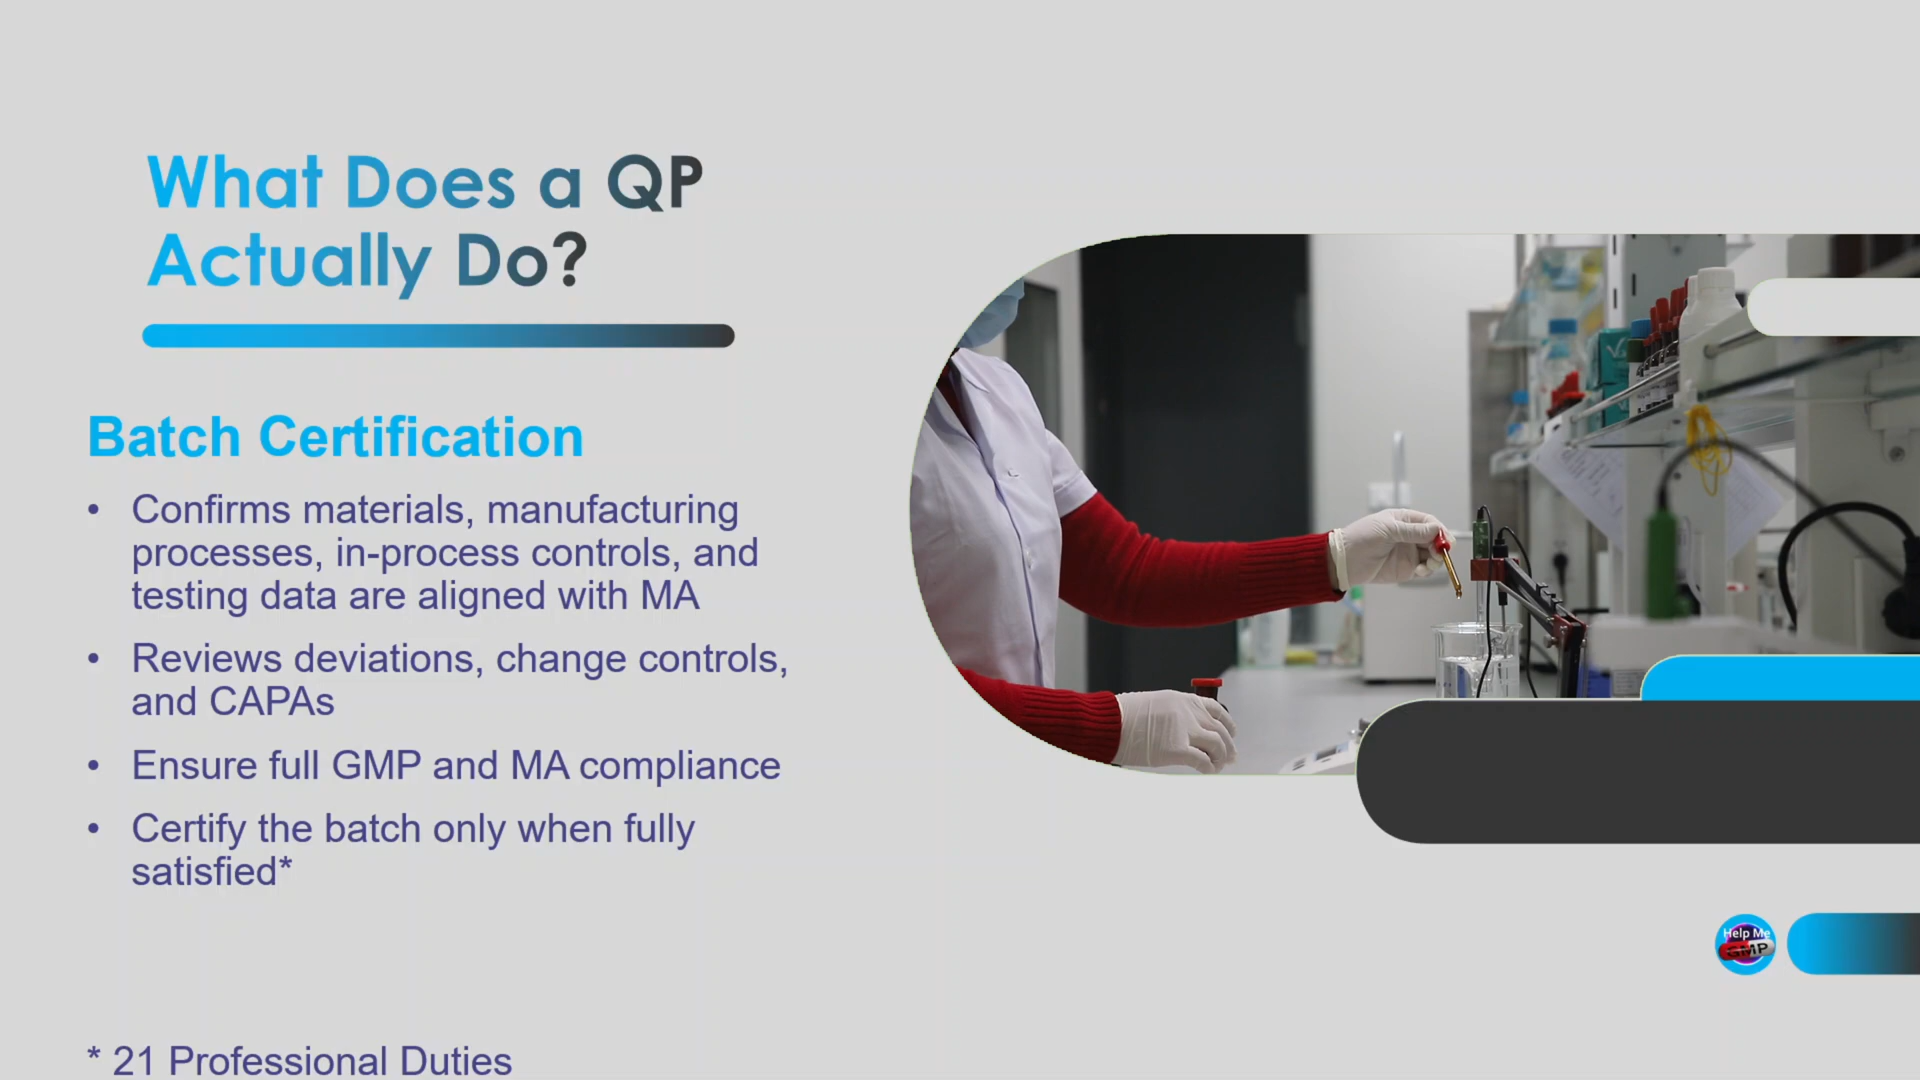 What Does a QP
Actually Do?
Batch Certification
• Confirms materials, manufacturing
processes, in-process controls, and
testing data are aligned with MA
• Reviews deviations, change controls,
and CAPAs
• Ensure full GMP and MA compliance
• Certify the batch only when fully
satisfied*
Help Me
GMP
* 21 Professional Duties